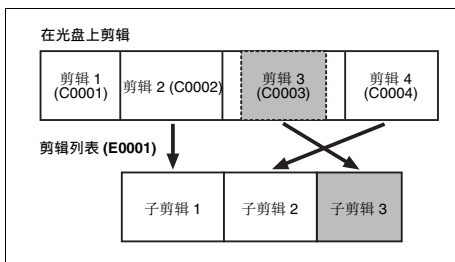 在光盘上剪辑
剪辑 1
(C0001)
剪辑 2 (C0002)
剪辑 3
(C0003)
剪辑 4
(C0004)
剪辑列表 (E0001)
子剪辑 1
子剪辑 2
子剪辑 3